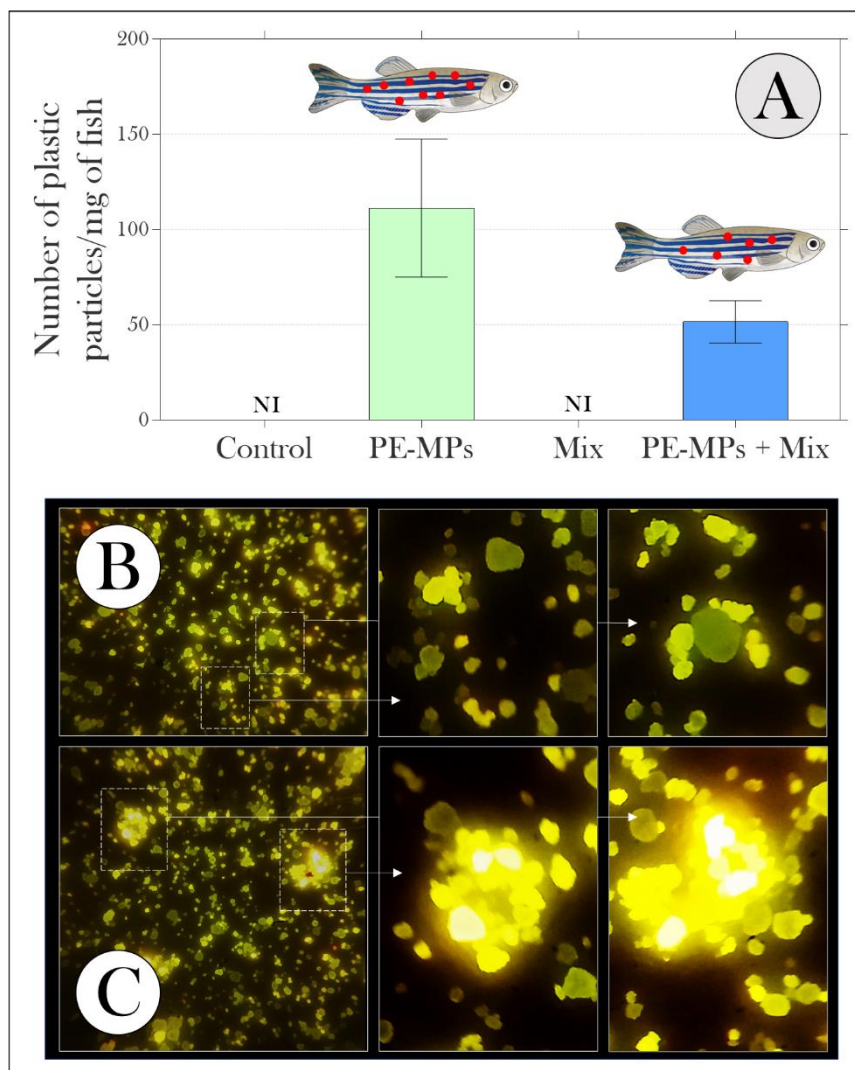 200
150
100
50
0
Number of plastic
particles/mg of fish
A
NI
NI
Control
PE-MPs
Mix
PE-MPs + Mix
B
C